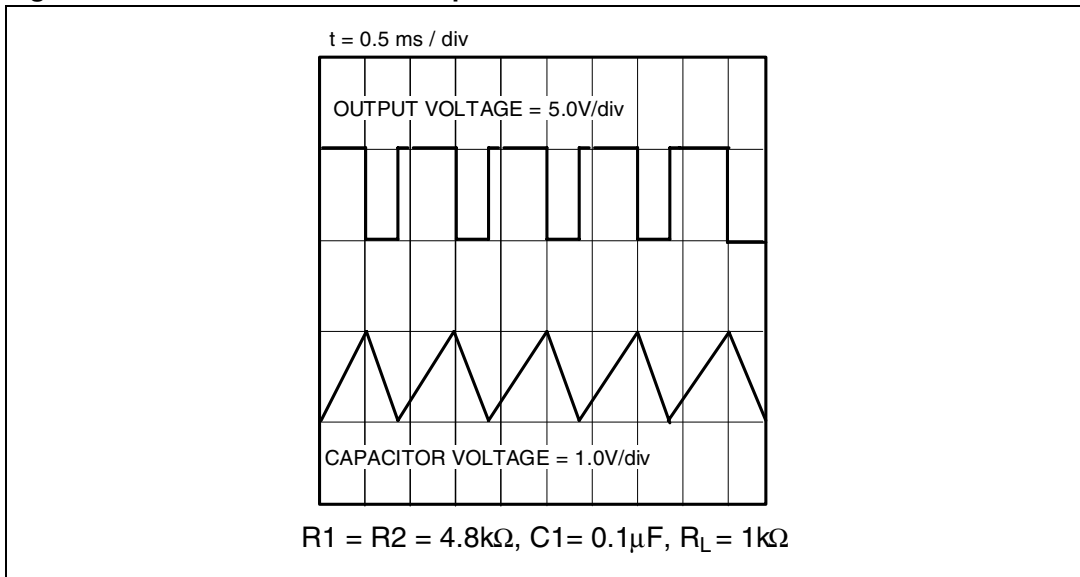 t = 0.5 ms / div
OUTPUT VOLTAGE = 5.0V/div
CAPACITOR VOLTAGE = 1.0V/div
R1 = R2 = 4.8kΩ, C1= 0.1μF, RL= 1kΩ